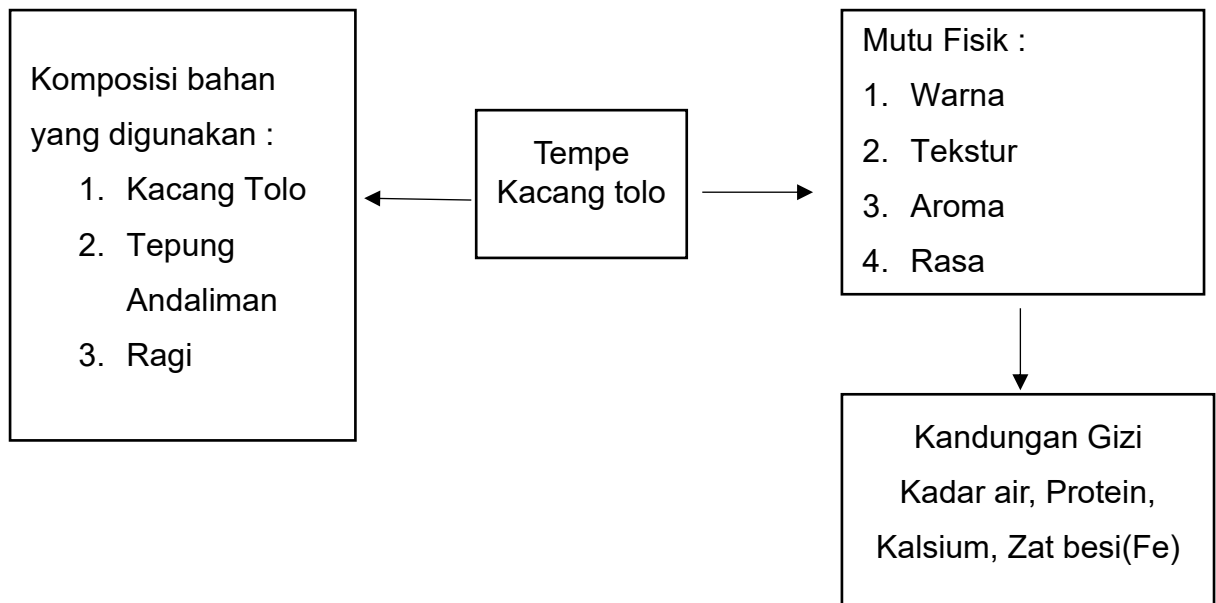 Komposisi bahan
yang digunakan :
1. Kacang Tolo
2. Tepung
Andaliman
3. Ragi
Tempe
Kacang tolo
Mutu Fisik :
1. Warna
2. Tekstur
3. Aroma
4. Rasa
Kandungan Gizi
Kadar air, Protein,
Kalsium, Zat besi(Fe)